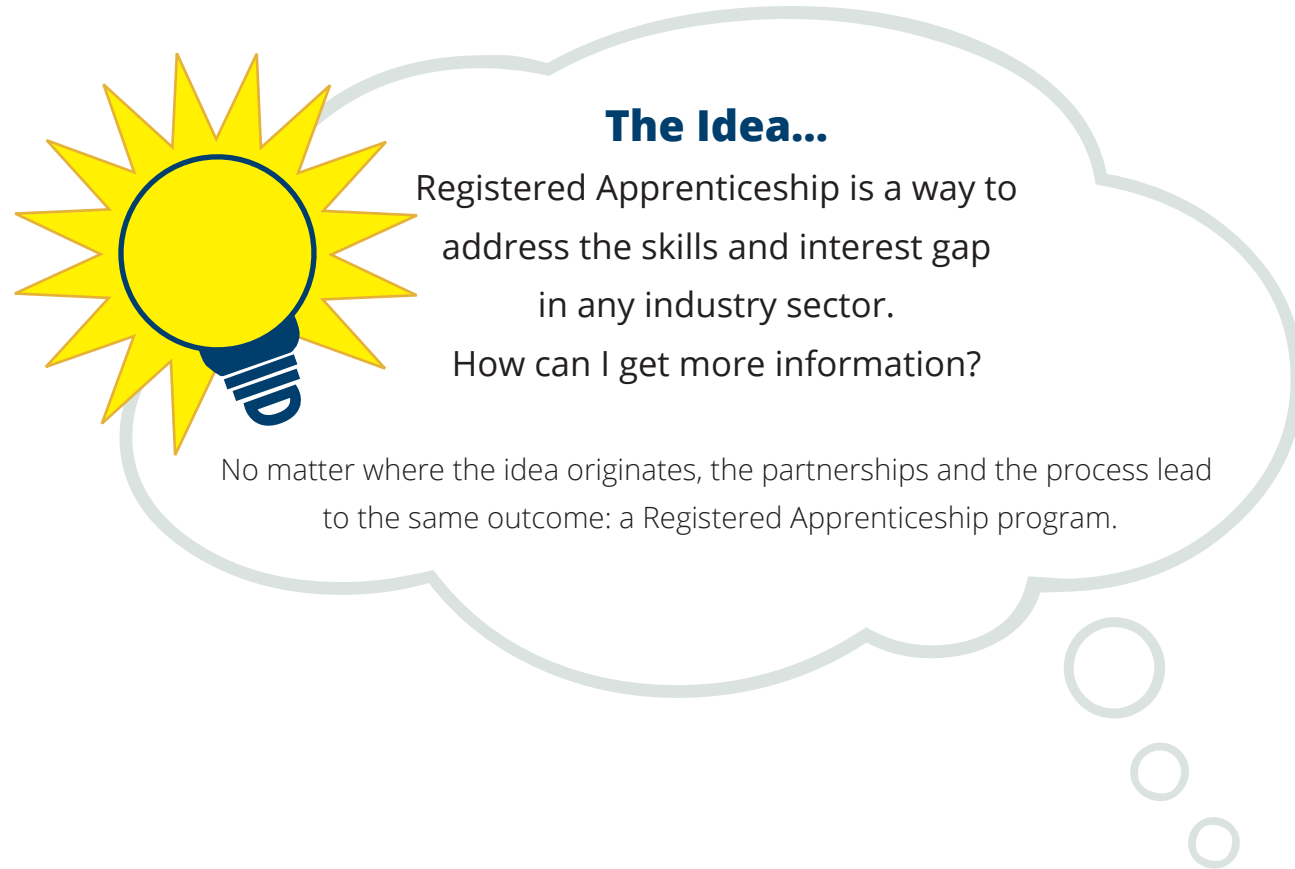 The Idea...
Registered Apprenticeship is a way to
address the skills and interest gap
in any industry sector.
How can I get more information?
No matter where the idea originates, the partnerships and the process lead
to the same outcome: a Registered Apprenticeship program.